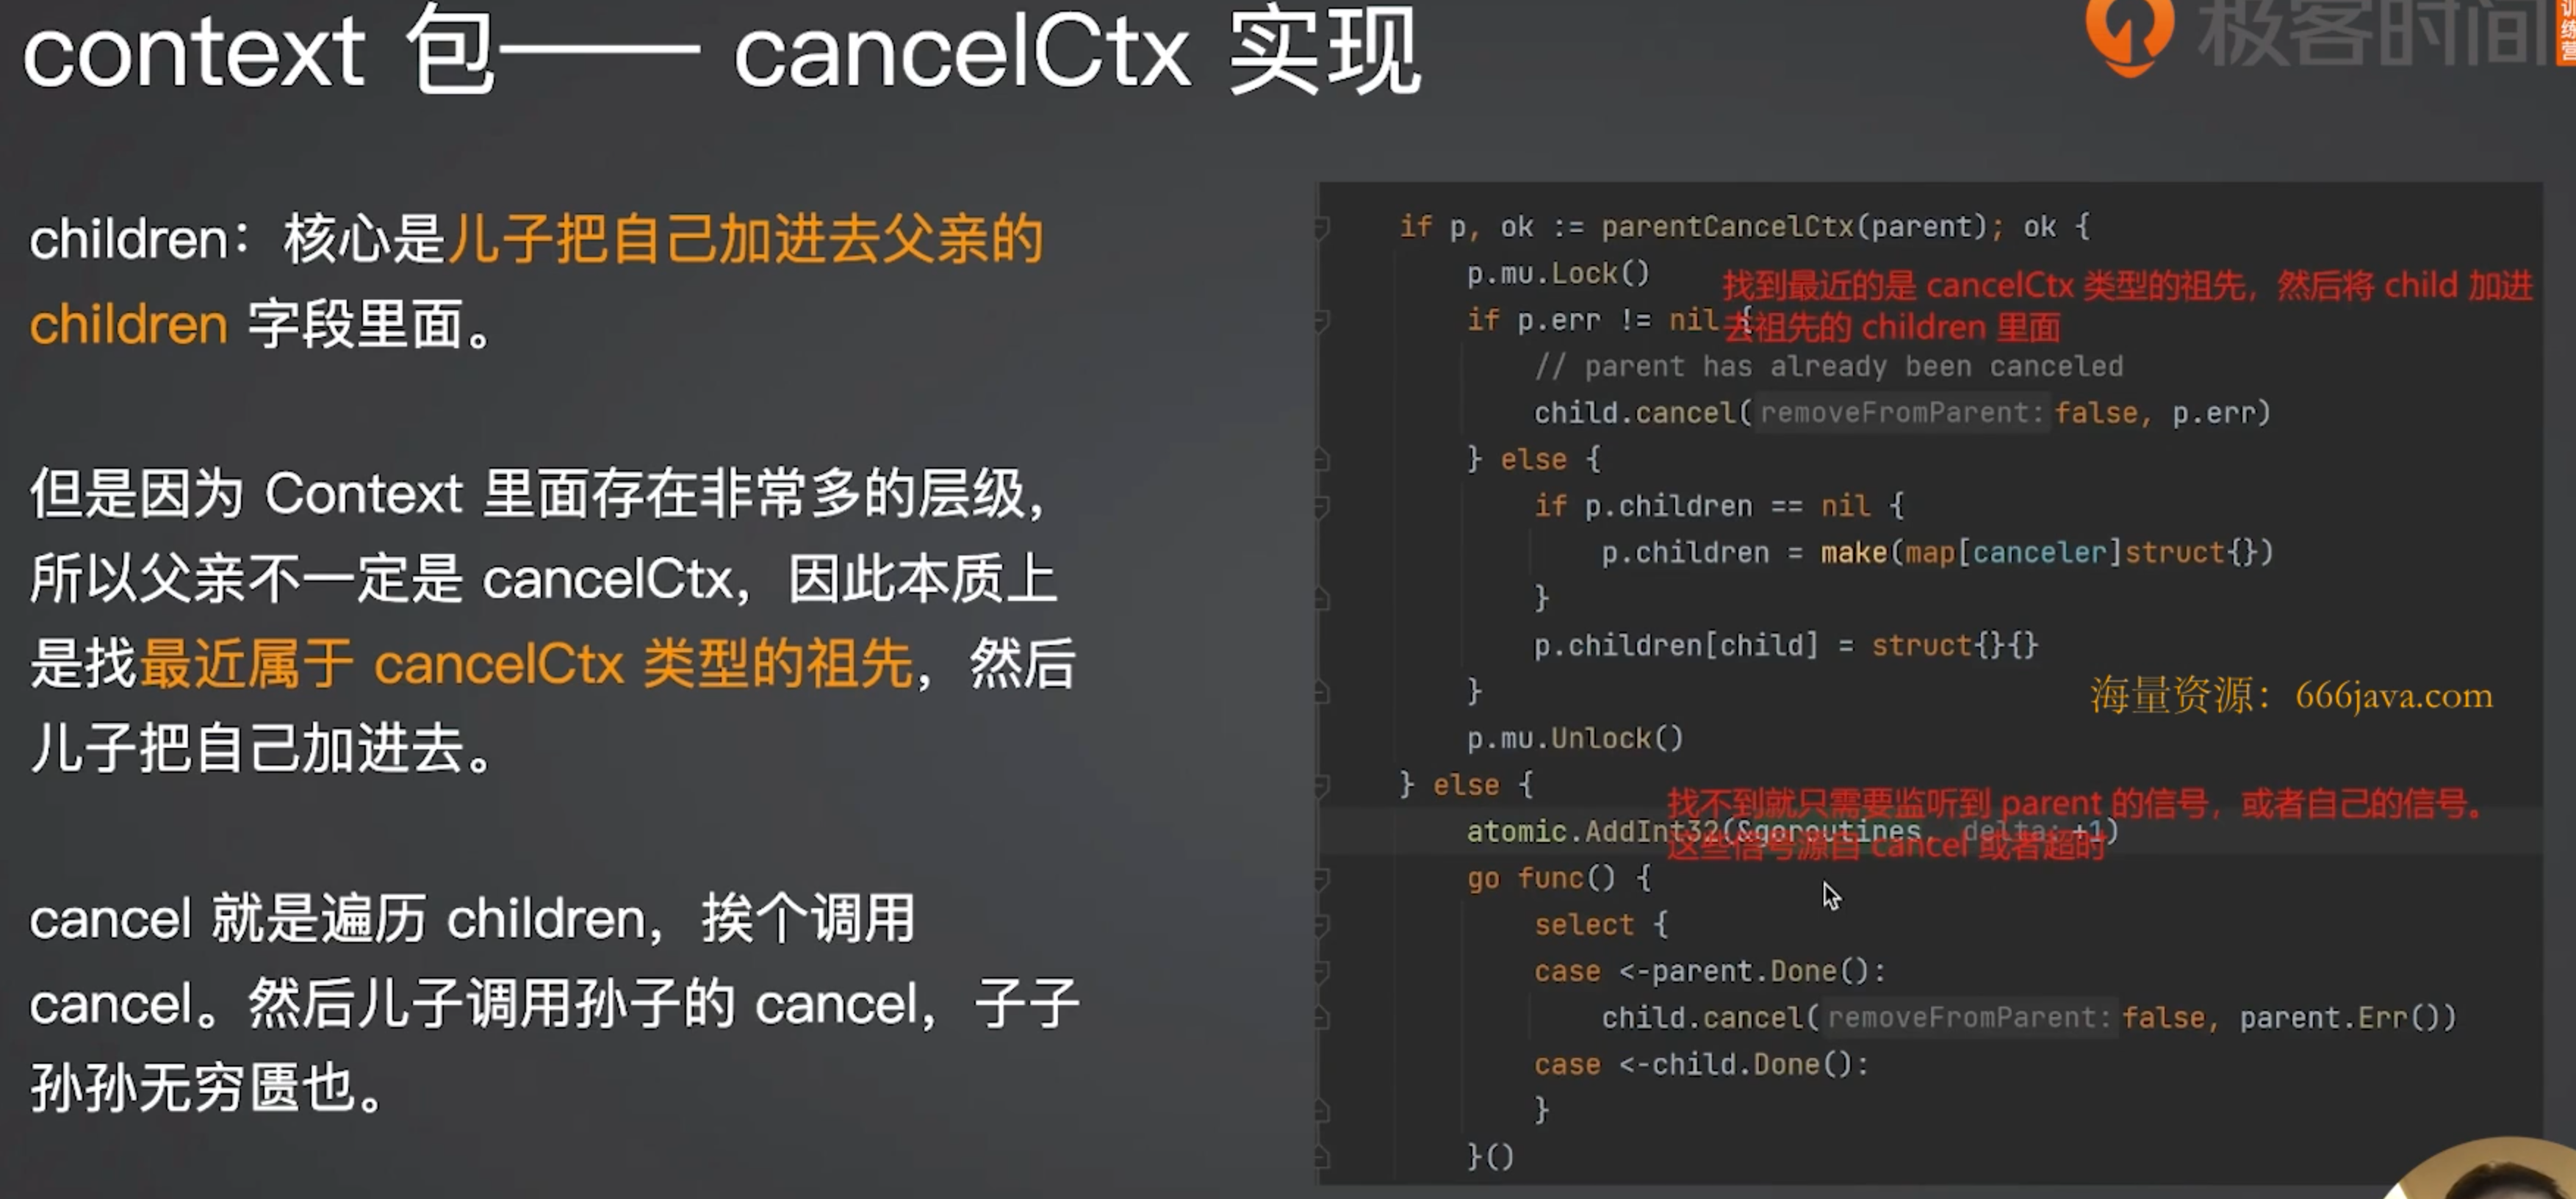 context 包—— cancelCtx 实现
极客时间
训练营
children：核心是儿子把自己加进去父亲的
children 字段里面。
但是因为 Context 里面存在非常多的层级，
所以父亲不一定是 cancelCtx，因此本质上
是找最近属于 cancelCtx 类型的祖先，然后
儿子把自己加进去。
cancel 就是遍历 children，挨个调用
cancel。然后儿子调用孙子的 cancel，子子
孙孙无穷匮也。
if p, ok := parentCancelCtx(parent); ok {
p.mu.Lock()
找到最近的是 cancelCtx 类型的祖先，然后将 child 加进
去祖先的 children 里面
if p.err != nil {
// parent has already been canceled
child.cancel( removeFromParent: false, p.err)
} else {
if p.children == nil {
p.children = make(map[canceler]struct{})
}
p.children[child] = struct{}{}
}
海量资源：666java.com
p.mu.Unlock()
} else {
找不到就只需要监听到 parent 的信号，或者自己的信号。
这些信号源自 cancel 或者超时
atomic.AddInt32(&goroutines, delta: +1)
go func() {
select {
case <-parent.Done():
child.cancel( removeFromParent: false, parent.Err())
case <-child.Done():
}
}()